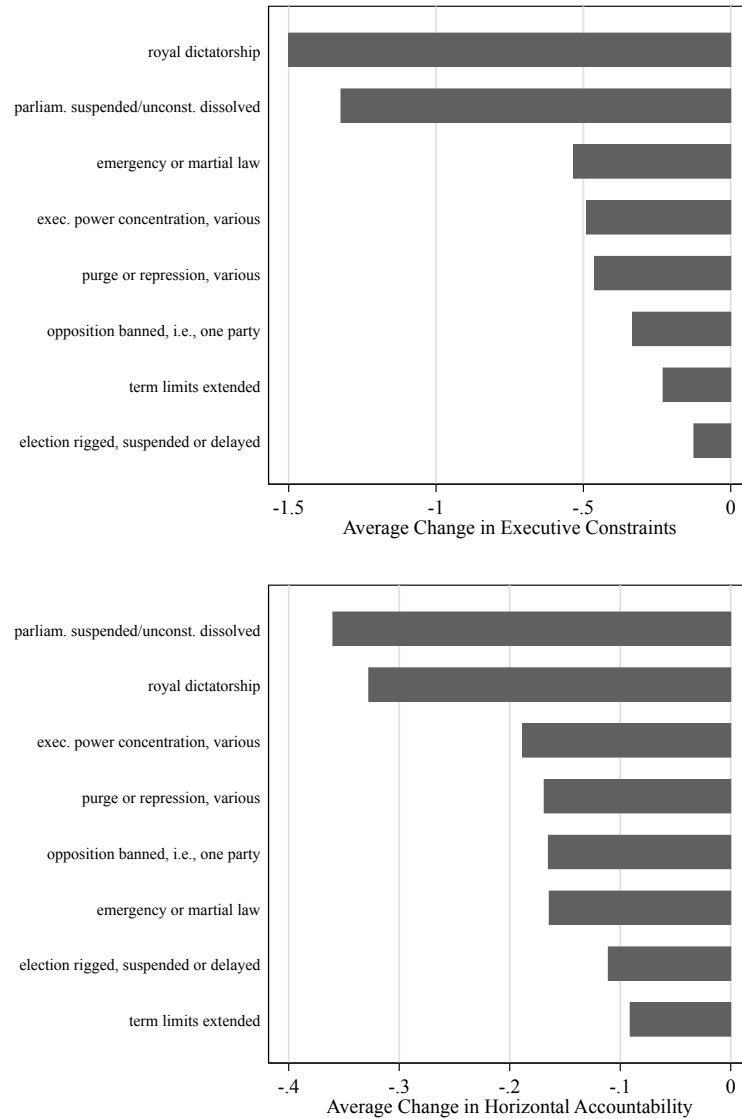 royal dictatorship
parliam. suspended/unconst. dissolved
emergency or martial law
exec. power concentration, various
purge or repression, various
opposition banned, i.e., one party
term limits extended
election rigged, suspended or delayed
-1.5 -1 -.5 0
Average Change in Executive Constraints
parliam. suspended/unconst. dissolved
royal dictatorship
exec. power concentration, various
purge or repression, various
opposition banned, i.e., one party
emergency or martial law
election rigged, suspended or delayed
term limits extended
-.4 -.3 -.2 -.1 0
Average Change in Horizontal Accountability